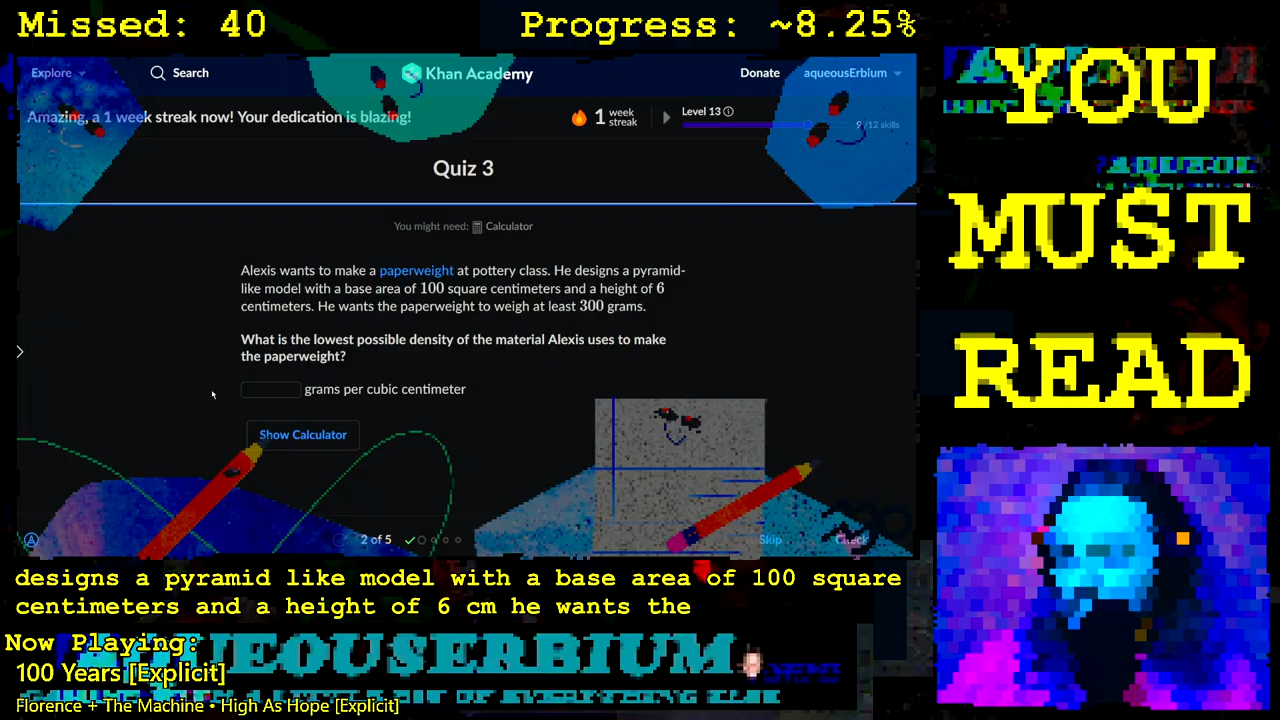 Missed: 40
Progress: ~8.25%
YOU
MUST
READ
Explore
Search
Khan Academy
Donate
aqueousErbium
Amazing, a 1 week streak now! Your dedication is blazing!
1 week streak
Level 13
9/12 skills
Quiz 3
You might need: Calculator
Alexis wants to make a paperweight at pottery class. He designs a pyramid-
like model with a base area of 100 square centimeters and a height of 6
centimeters. He wants the paperweight to weigh at least 300 grams.
What is the lowest possible density of the material Alexis uses to make
the paperweight?
grams per cubic centimeter
Show Calculator
2 of 5
Skip
Check
designs a pyramid like model with a base area of 100 square
centimeters and a height of 6 cm he wants the
Now Playing:
AQUEOUSERBIUM
100 Years [Explicit]
Florence + The Machine • High As Hope [Explicit]